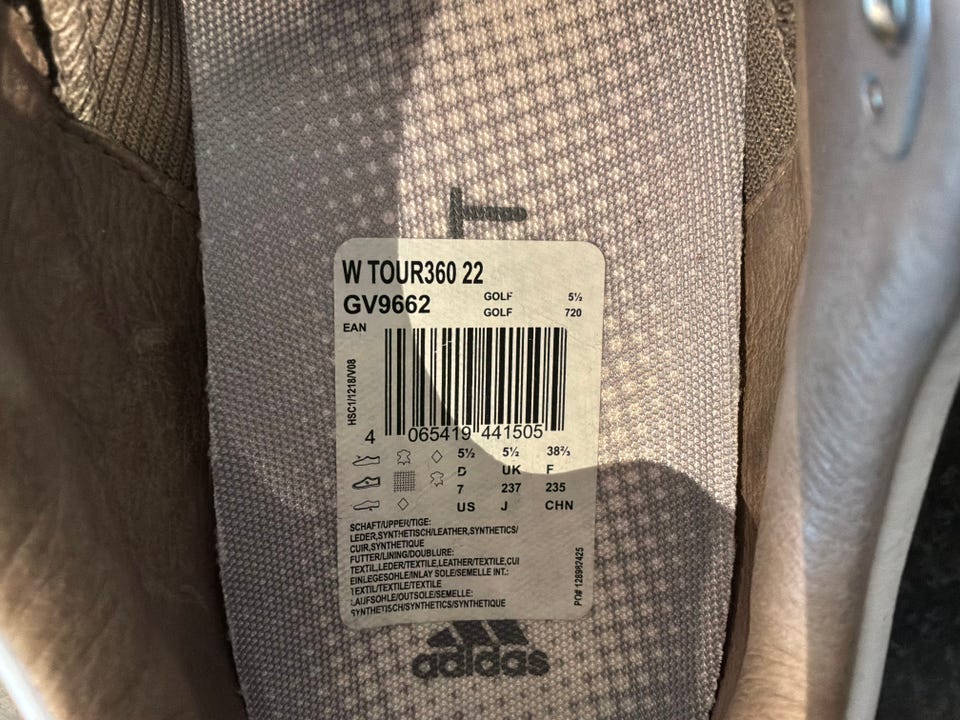 W TOUR360 22
GV9662 GOLF 5½
GOLF 720
EAN
HSC1/1218/V08
4 065419 441505
5½ 5½ 38⅔
D UK F
7 237 235
US J CHN
SCHAFT/UPPER/TIGE:
LEDER,SYNTHETISCH/LEATHER,SYNTHETICS/
CUIR,SYNTHETIQUE
FUTTER/LINING/DOUBLURE:
TEXTIL,LEDER/TEXTILE,LEATHER/TEXTILE,CUI
EINLEGESOHLE/INLAY SOLE/SEMELLE INT.:
TEXTIL/TEXTILE/TEXTILE
LAUFSOHLE/OUTSOLE/SEMELLE:
SYNTHETISCH/SYNTHETICS/SYNTHETIQUE
PO# 128982425
adidas